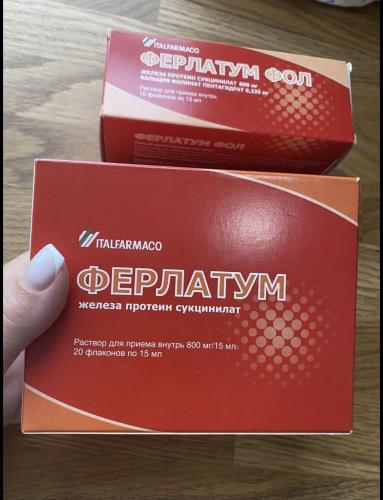 ITALFARMACO
ФЕРЛАТУМ ФОЛ
ЖЕЛЕЗА ПРОТЕИН СУКЦИНИЛАТ 800 мг
КАЛЬЦИЯ ФОЛИНАТ ПЕНТАГИДРАТ 0,235 мг
Раствор для приема внутрь
10 флаконов по 15 мл
ФЕРЛАТУМ ФОЛ
ITALFARMACO
ФЕРЛАТУМ
железа протеин сукцинилат
Раствор для приема внутрь 800 мг/15 мл
20 флаконов по 15 мл